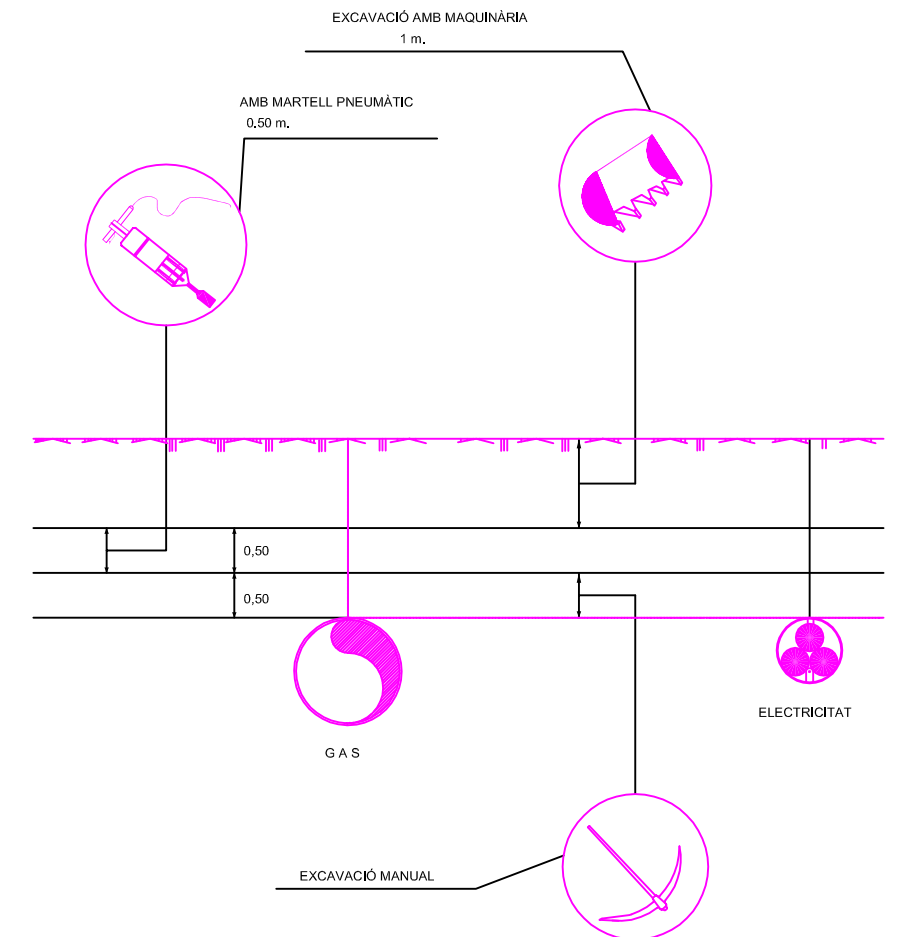 EXCAVACIÓ AMB MAQUINÀRIA
1 m.
AMB MARTELL PNEUMÀTIC
0.50 m.
0,50
0,50
ELECTRICITAT
G A S
EXCAVACIÓ MANUAL